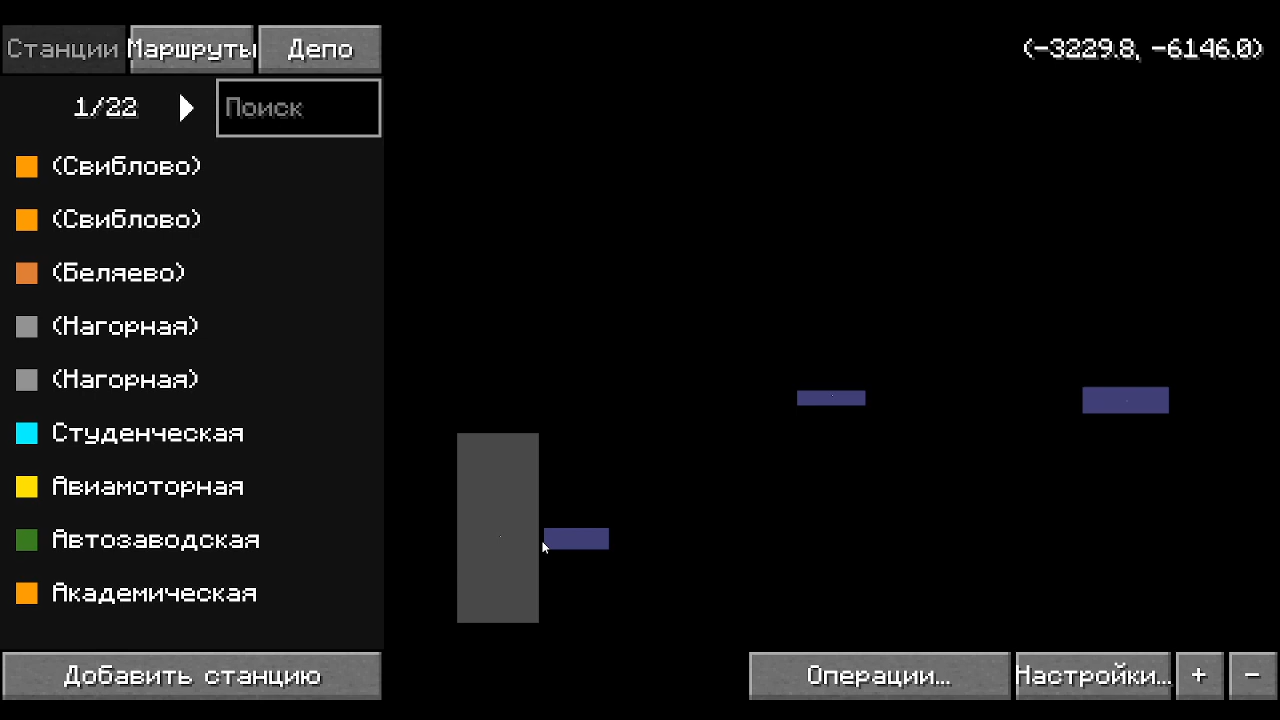 Станции Маршруты Депо (-3229.8, -6146.0)
1/22 Поиск
(Свиблово)
(Свиблово)
(Беляево)
(Нагорная)
(Нагорная)
Студенческая
Авиамоторная
Автозаводская
Академическая
Добавить станцию Операции... Настройки... + -